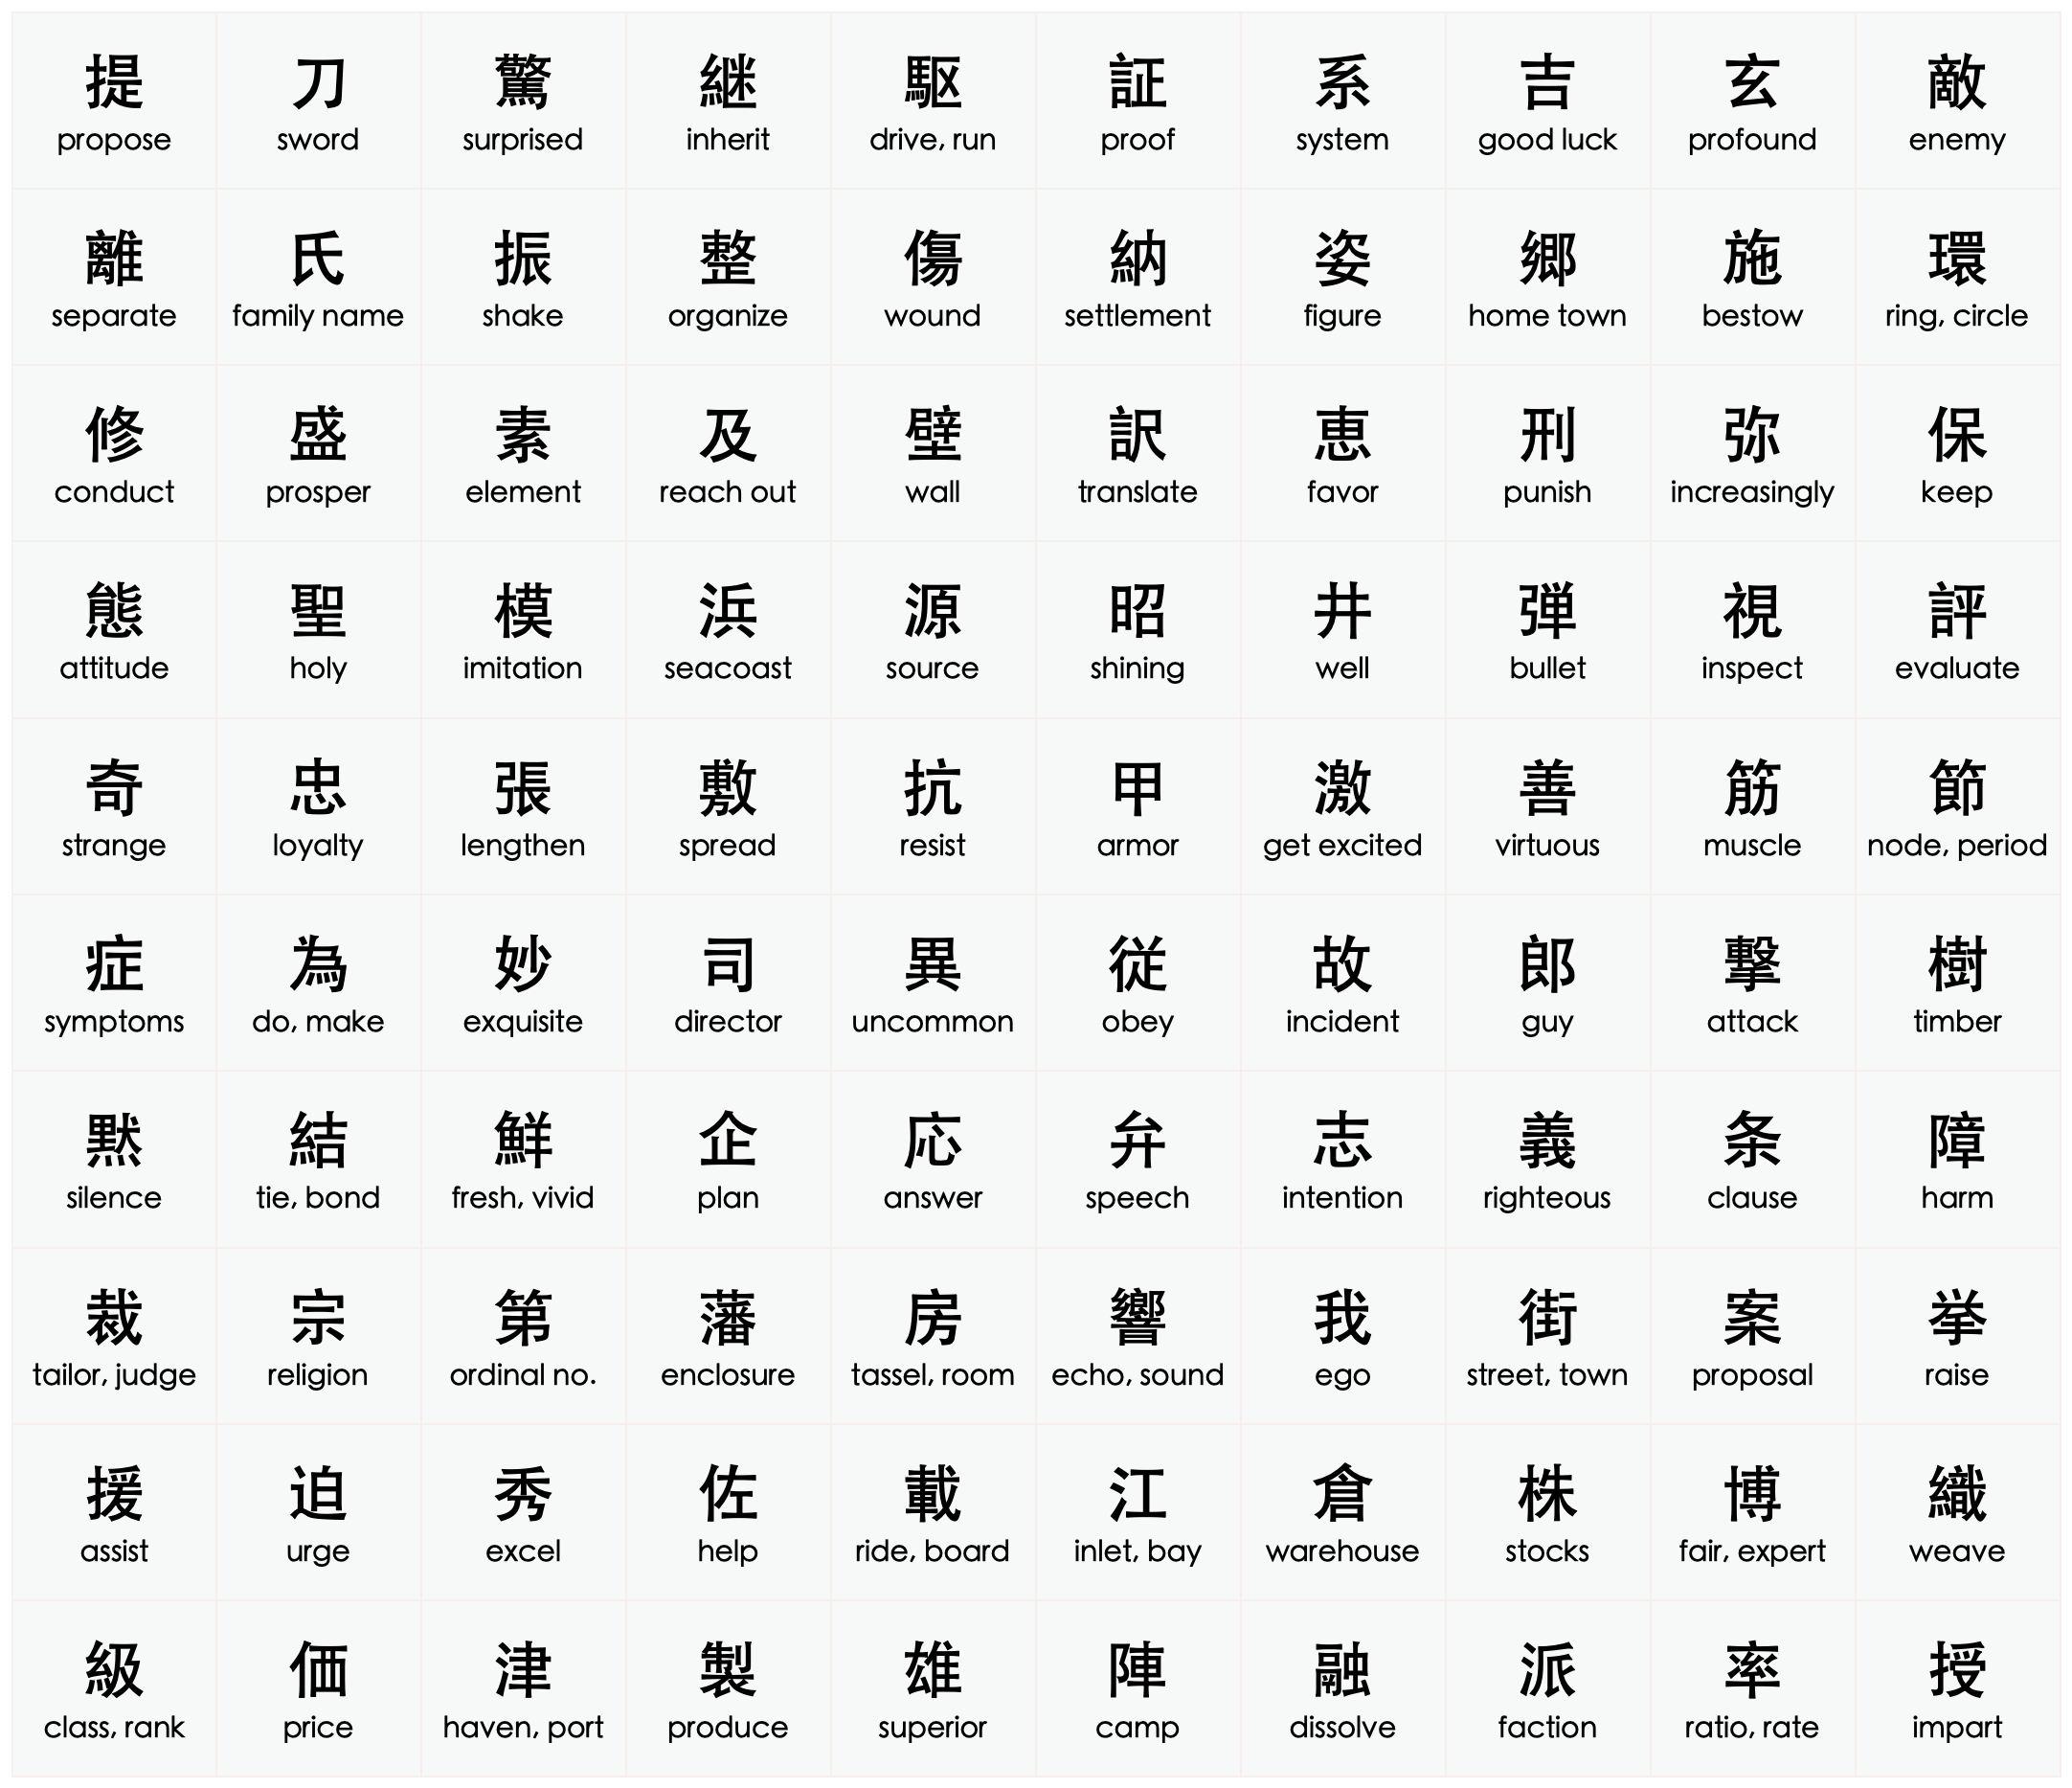 提 刀 驚 継 駆 証 系 吉 玄 敵
propose sword surprised inherit drive, run proof system good luck profound enemy
離 氏 振 整 傷 納 姿 郷 施 環
separate family name shake organize wound settlement figure home town bestow ring, circle
修 盛 素 及 壁 訳 恵 刑 弥 保
conduct prosper element reach out wall translate favor punish increasingly keep
態 聖 模 浜 源 昭 井 弾 視 評
attitude holy imitation seacoast source shining well bullet inspect evaluate
奇 忠 張 敷 抗 甲 激 善 筋 節
strange loyalty lengthen spread resist armor get excited virtuous muscle node, period
症 為 妙 司 異 従 故 郎 撃 樹
symptoms do, make exquisite director uncommon obey incident guy attack timber
黙 結 鮮 企 応 弁 志 義 条 障
silence tie, bond fresh, vivid plan answer speech intention righteous clause harm
裁 宗 第 藩 房 響 我 街 案 挙
tailor, judge religion ordinal no. enclosure tassel, room echo, sound ego street, town proposal raise
援 迫 秀 佐 載 江 倉 株 博 織
assist urge excel help ride, board inlet, bay warehouse stocks fair, expert weave
級 価 津 製 雄 陣 融 派 率 授
class, rank price haven, port produce superior camp dissolve faction ratio, rate impart